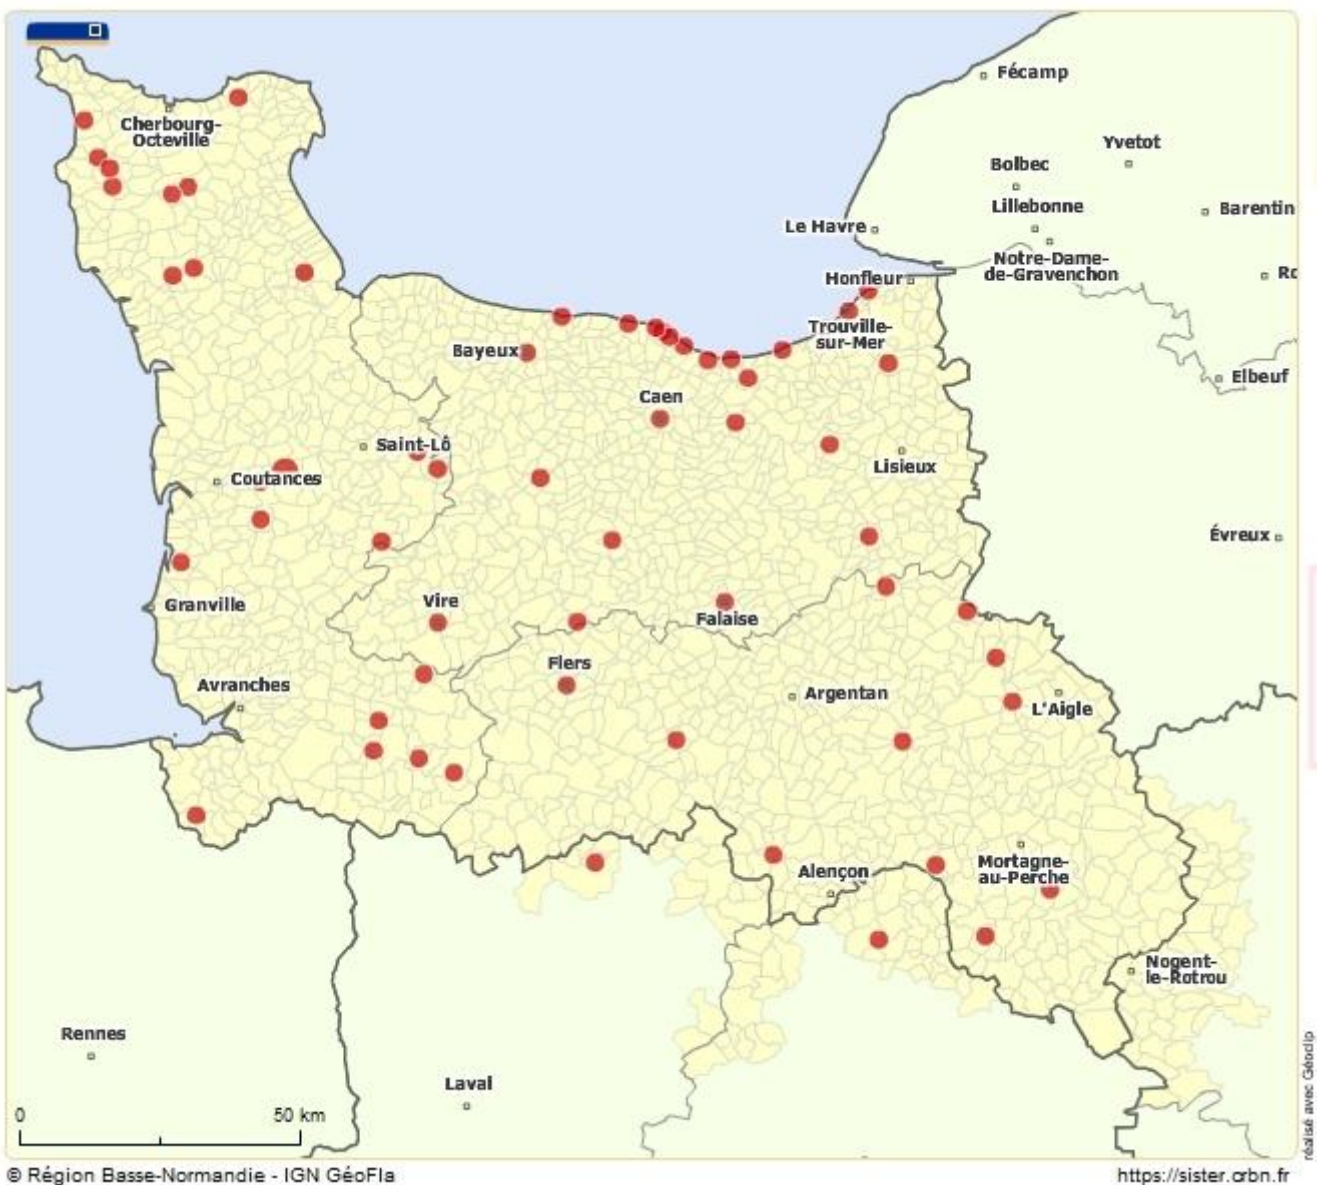 Fécamp
Cherbourg-
Octeville
Yvetot
Bolbec
Lillebonne
Barentin
Le Havre
Notre-Dame-
de-Gravenchon
Honfleur
Ro
Trouville-
sur-Mer
Bayeux
Elbeuf
Caen
Saint-Lô
Lisieux
Coutances
Évreux
Granville
Vire
Falaise
Flers
Avranches
Argentan
L'Aigle
Mortagne-
au-Perche
Alençon
Nogent-
le-Rotrou
Rennes
Laval
0 50 km
réalisé avec Géoclip
© Région Basse-Normandie - IGN GéoFla
https://sister.crbn.fr